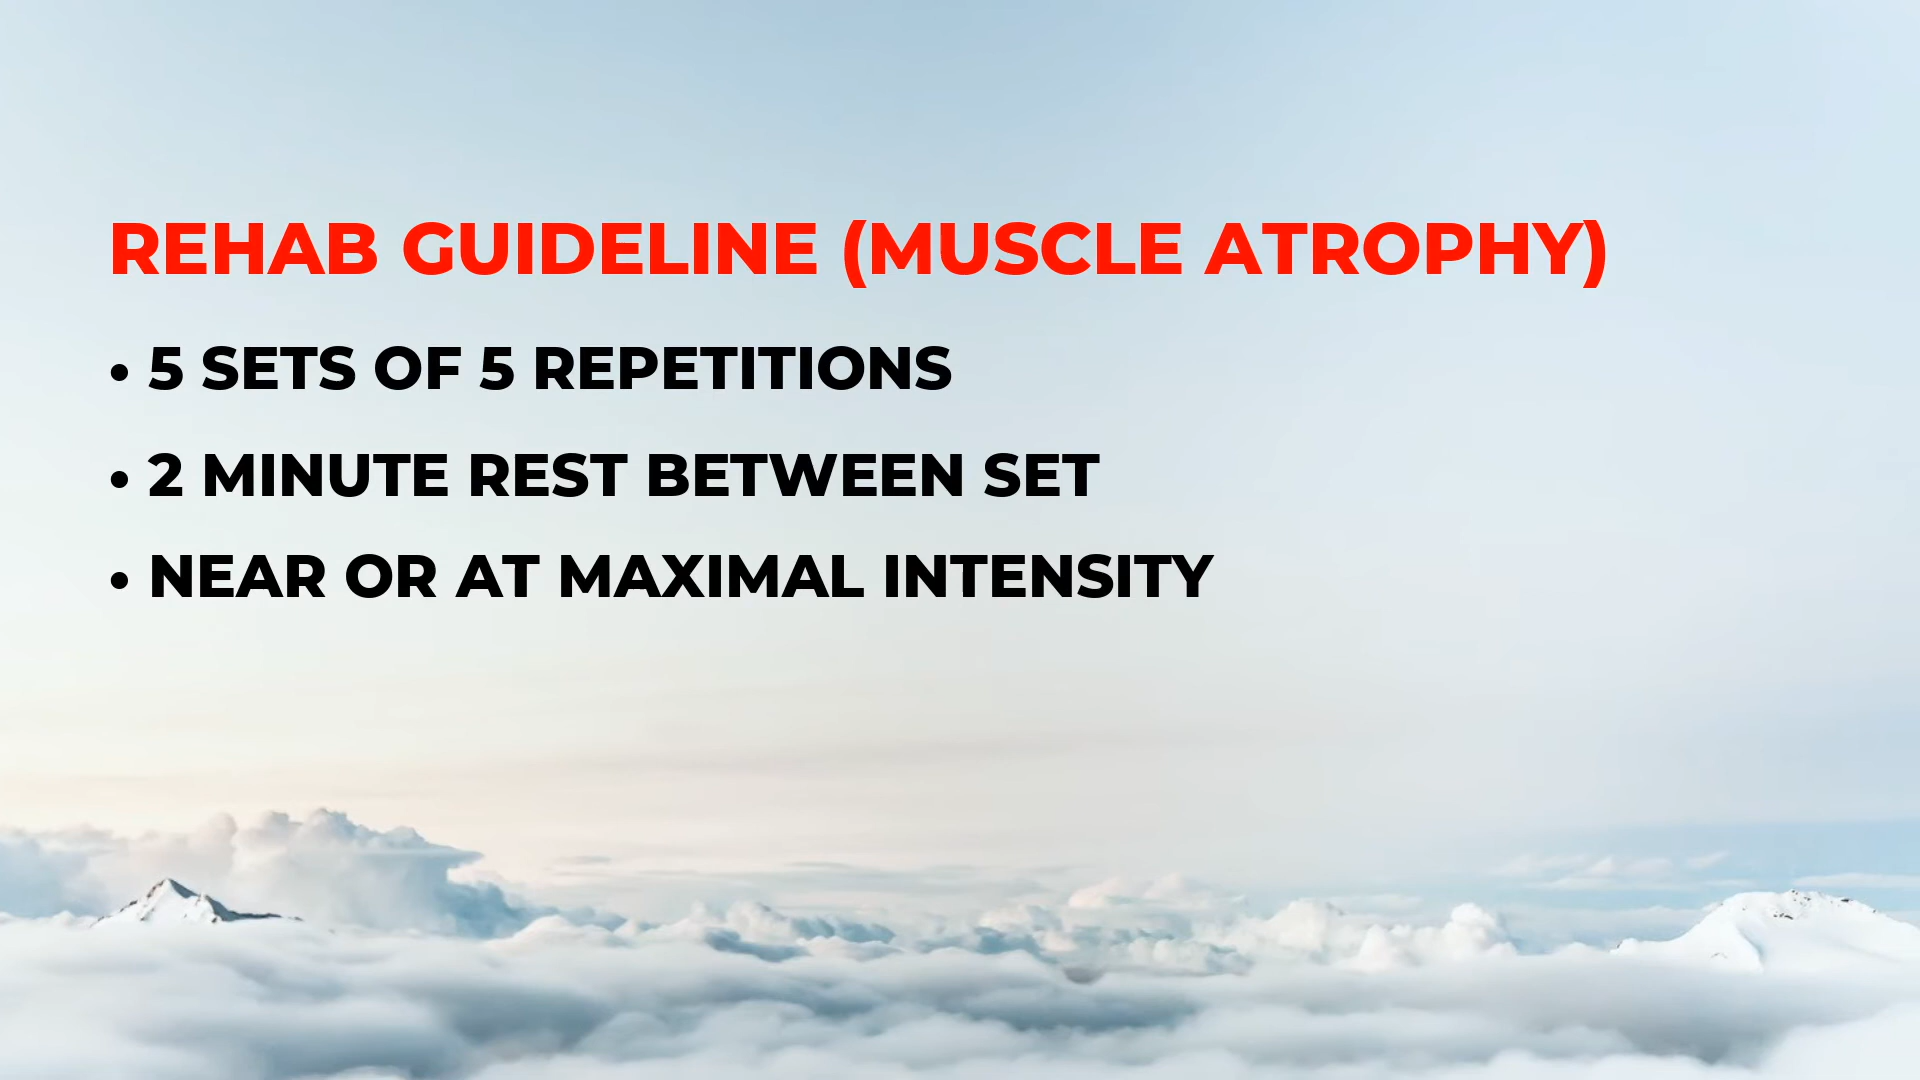 REHAB GUIDELINE (MUSCLE ATROPHY)
• 5 SETS OF 5 REPETITIONS
• 2 MINUTE REST BETWEEN SET
• NEAR OR AT MAXIMAL INTENSITY